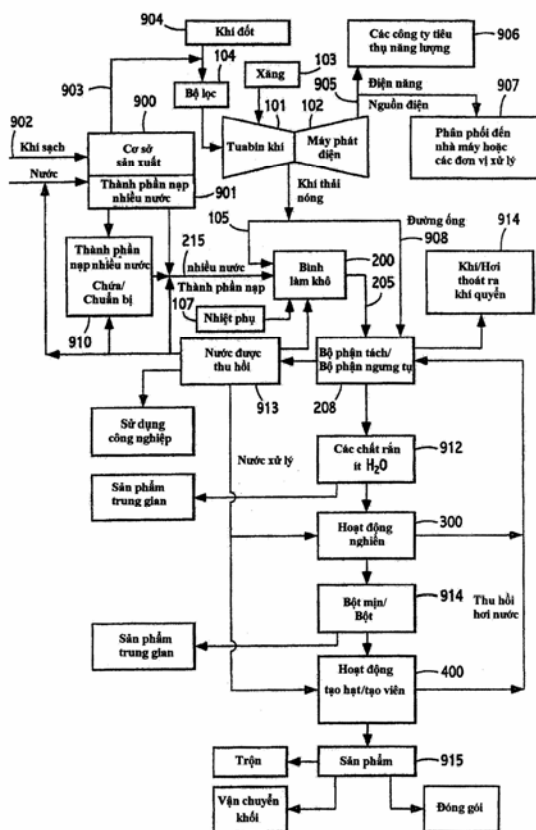 904
Khí đốt
104
Xăng
103
Các công ty tiêu
thụ năng lượng
906
903
Bộ lọc
101
102
905
Điện năng
Nguồn điện
907
902
900
Khí sạch
Cơ sở
sản xuất
Tuabin khí
Máy phát
điện
Phân phối đến
nhà máy hoặc
các đơn vị xử lý
Nước
Thành phần nạp
nhiều nước
901
Khí thải
nóng
105
Đường ống
908
914
Thành phần
nạp nhiều nước
Chứa/
Chuẩn bị
910
215
nhiều nước
Thành phần nạp
200
Bình
làm khô
205
Khí/Hơi
thoát ra
khí quyển
107
Nhiệt phụ
Nước được
thu hồi
913
Bộ phận tách/
Bộ phận ngưng tụ
208
Sử dụng
công nghiệp
Nước xử lý
Các chất rắn
ít H2O
912
Sản phẩm
trung gian
Hoạt động
nghiền
300
Bột mịn/
Bột
914
Thu hồi
hơi nước
Sản phẩm
trung gian
Hoạt động
tạo hạt/tạo viên
400
Trộn
Sản phẩm
915
Vận chuyển
khối
Đóng gói